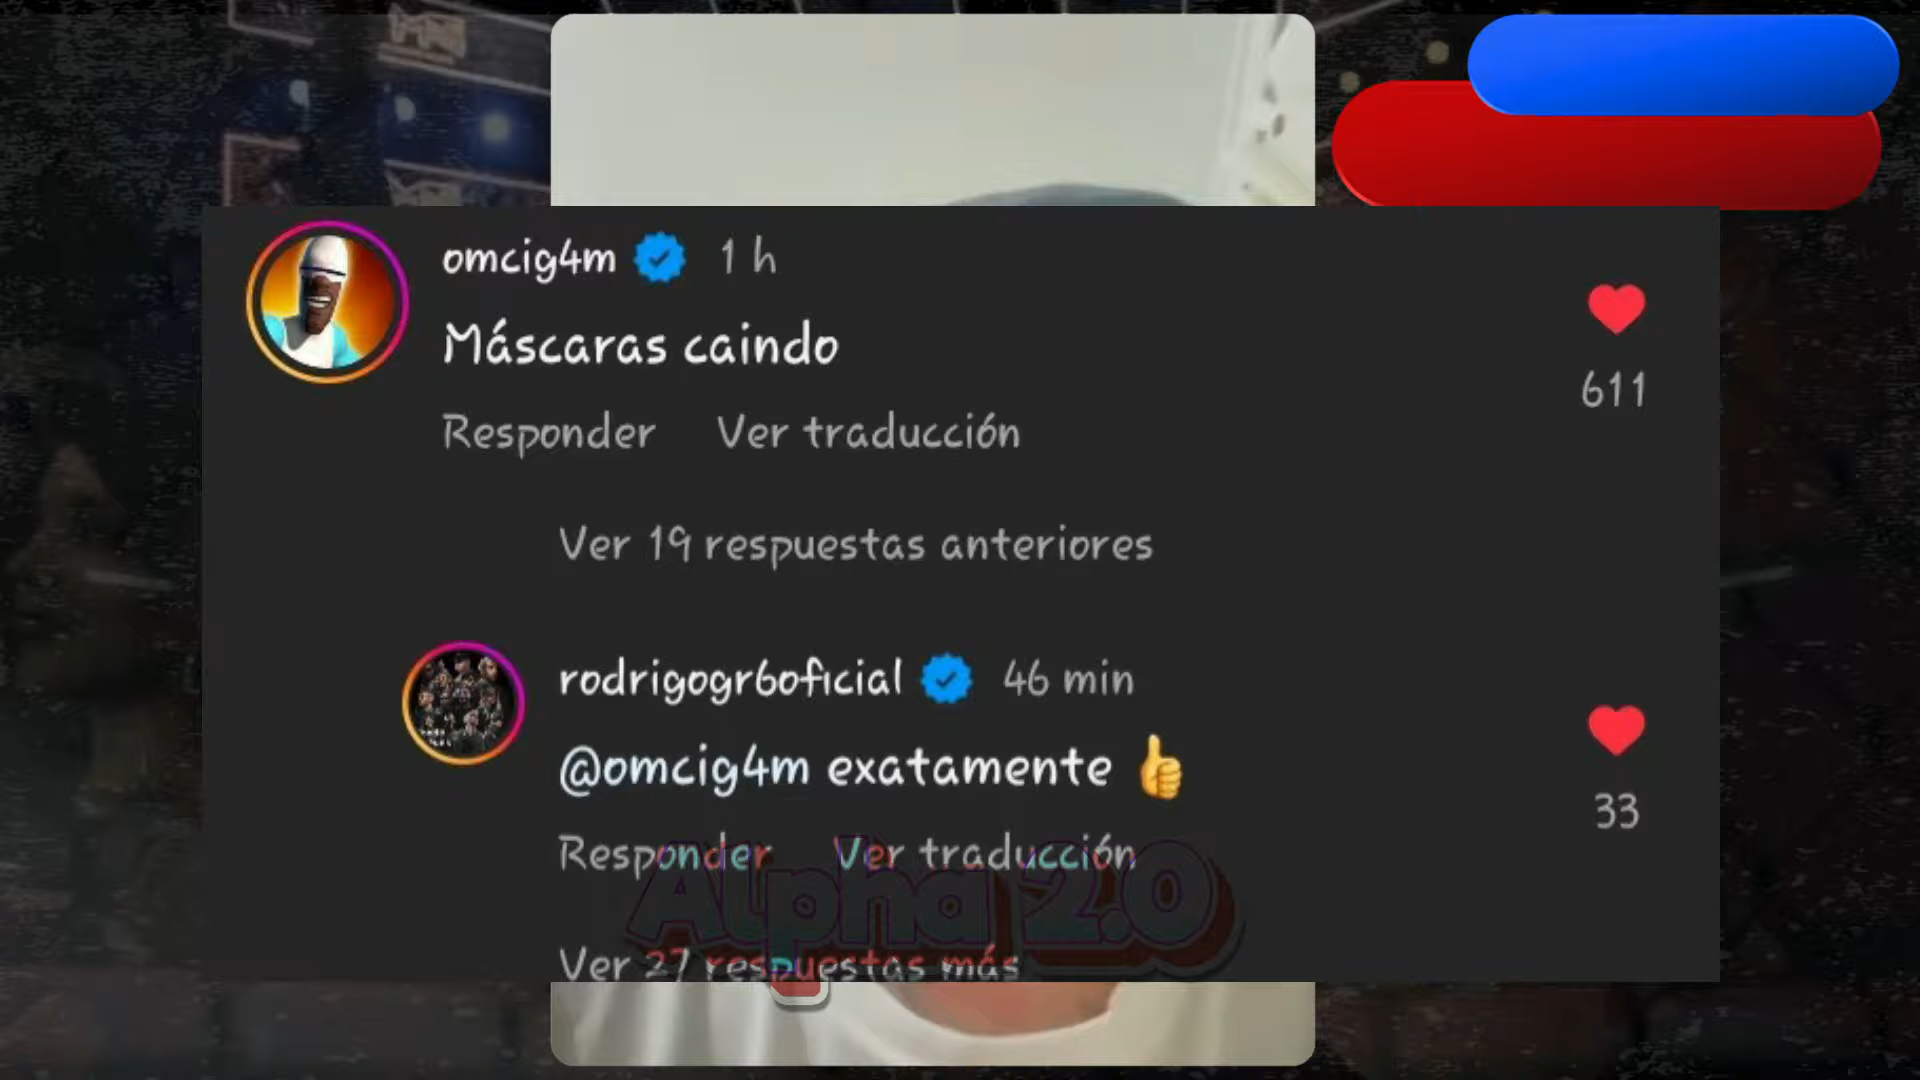 omcig4m 1 h
Máscaras caindo
611
Responder Ver traducción
Ver 19 respuestas anteriores
rodrigogr6oficial 46 min
@omcig4m exatamente 👍
33
Responder Ver traducción
Alpha 2.0
Ver 27 respuestas más